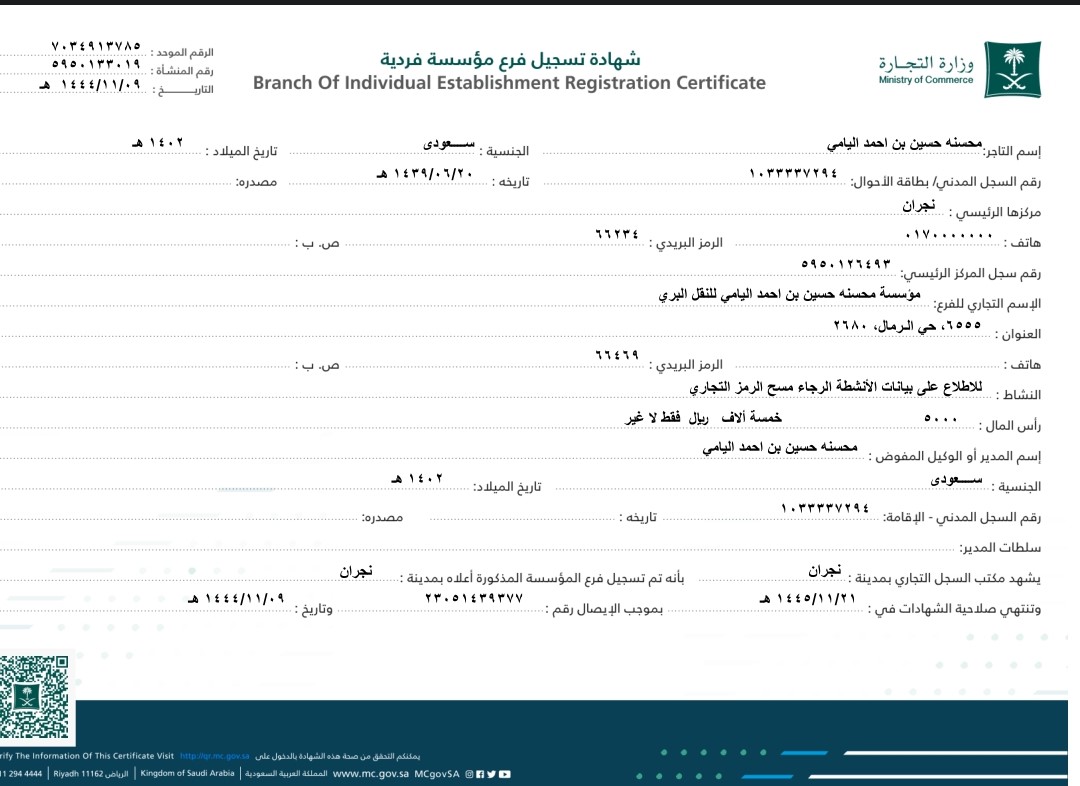 وزارة التجـارة
Ministry of Commerce
شهادة تسجيل فرع مؤسسة فردية
Branch Of Individual Establishment Registration Certificate
الرقم الموحد : ٧٠٣٤٩١٣٧٨٥
رقم المنشأة : ٥٩٥٠١٣٣٠١٩
التاريـــــخ : ١٤٤٤/١١/٠٩ هـ
إسم التاجر: محسنه حسين بن احمد اليامي الجنسية : ســـعودى تاريخ الميلاد : ١٤٠٢ هـ
رقم السجل المدني/ بطاقة الأحوال: ١٠٣٣٣٣٧٢٩٤ تاريخه : ١٤٣٩/٠٦/٢٠ هـ مصدره:
مركزها الرئيسي : نجران
هاتف : ٠١٧٠٠٠٠٠٠٠ الرمز البريدي : ٦٦٢٣٤ ص. ب :
رقم سجل المركز الرئيسي: ٥٩٥٠١٢٦٤٩٣
الإسم التجاري للفرع: مؤسسة محسنه حسين بن احمد اليامي للنقل البري
العنوان : ٦٥٥٥، حي الـرمال، ٢٦٨٠
هاتف : الرمز البريدي : ٦٦٤٦٩ ص. ب :
النشاط : للاطلاع على بيانات الأنشطة الرجاء مسح الرمز التجاري
رأس المال : ٥٠٠٠ خمسة ألاف ريال فقط لا غير
إسم المدير أو الوكيل المفوض : محسنه حسين بن احمد اليامي
الجنسية : ســـعودى تاريخ الميلاد: ١٤٠٢ هـ
رقم السجل المدني - الإقامة: ١٠٣٣٣٣٧٢٩٤ تاريخه : مصدره:
سلطات المدير:
يشهد مكتب السجل التجاري بمدينة : نجران بأنه تم تسجيل فرع المؤسسة المذكورة أعلاه بمدينة : نجران
وتنتهي صلاحية الشهادات في : ١٤٤٥/١١/٢١ هـ بموجب الإيصال رقم : ٢٣٠٥١٤٣٩٣٧٧ وتاريخ : ١٤٤٤/١١/٠٩ هـ
يمكنكم التحقق من صحة هذه الشهادة بالدخول على http://qr.mc.gov.sa rify The Information Of This Certificate Visit
11 294 4444 | Riyadh 11162 الرياض | Kingdom of Saudi Arabia | المملكة العربية السعودية www.mc.gov.sa MCgovSA